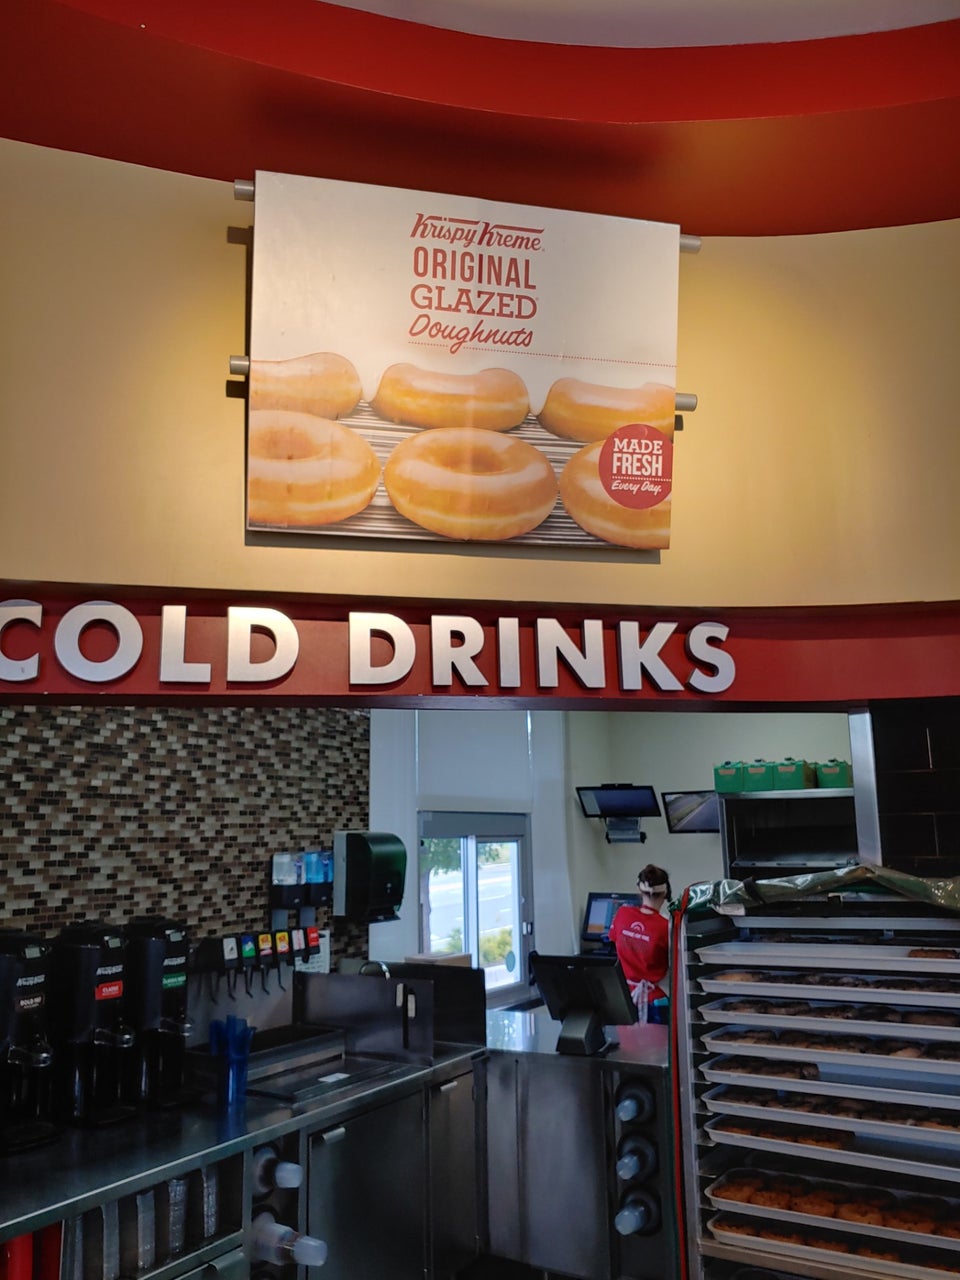 Krispy Kreme
ORIGINAL
GLAZED
Doughnuts
MADE
FRESH
Every Day.
COLD DRINKS